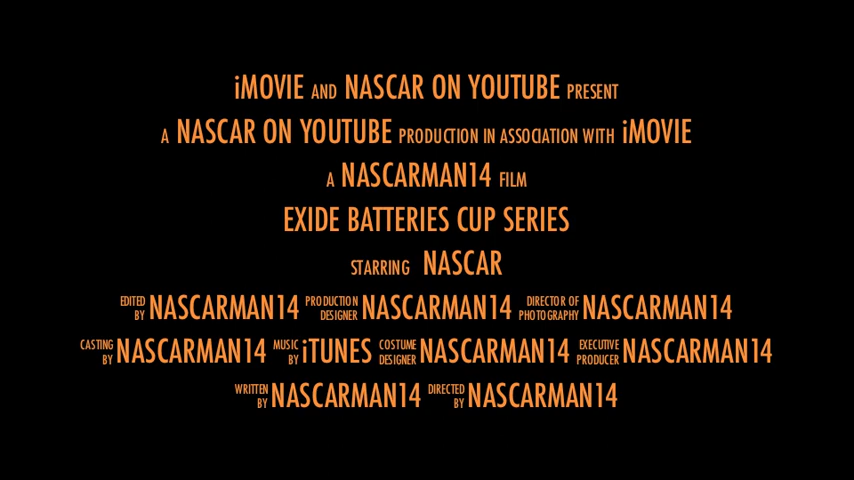 iMOVIE AND NASCAR ON YOUTUBE PRESENT
A NASCAR ON YOUTUBE PRODUCTION IN ASSOCIATION WITH iMOVIE
A NASCARMAN14 FILM
EXIDE BATTERIES CUP SERIES
STARRING NASCAR
EDITED BY NASCARMAN14 PRODUCTION DESIGNER NASCARMAN14 DIRECTOR OF PHOTOGRAPHY NASCARMAN14
CASTING BY NASCARMAN14 MUSIC BY iTUNES COSTUME DESIGNER NASCARMAN14 EXECUTIVE PRODUCER NASCARMAN14
WRITTEN BY NASCARMAN14 DIRECTED BY NASCARMAN14